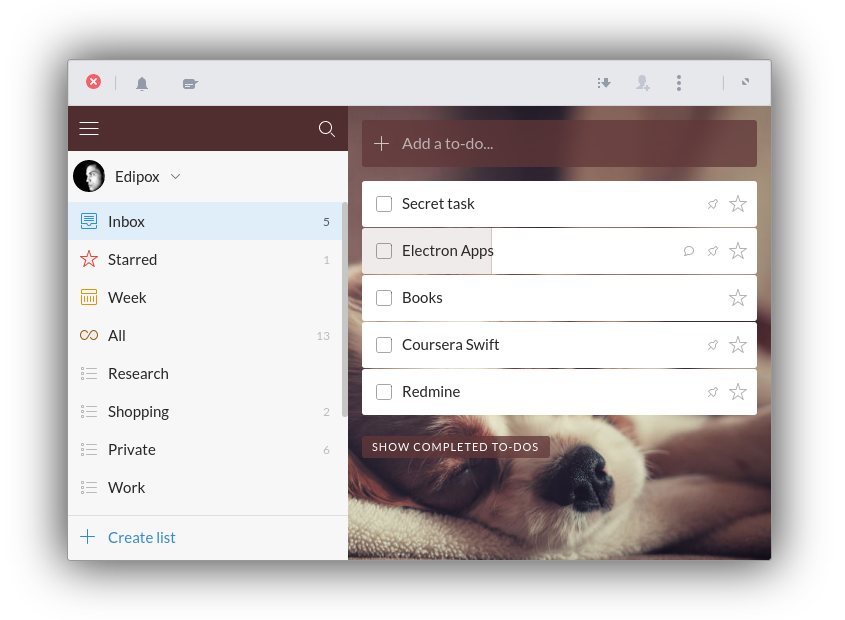 Edipox
Inbox 5
Starred 1
Week
All 13
Research
Shopping 2
Private 6
Work
Create list
Add a to-do...
Secret task
Electron Apps
Books
Coursera Swift
Redmine
SHOW COMPLETED TO-DOS